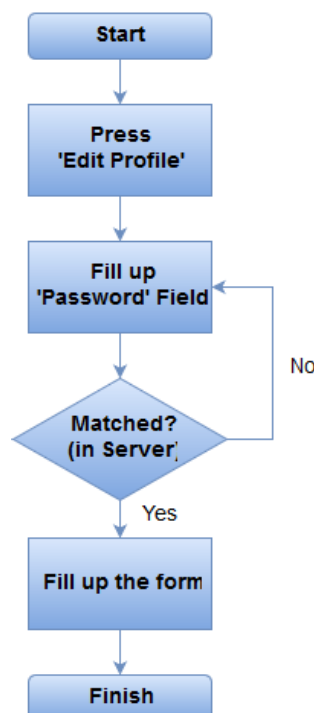 Start
Press
'Edit Profile'
Fill up
'Password' Field
No
Matched?
(in Server)
Yes
Fill up the form
Finish